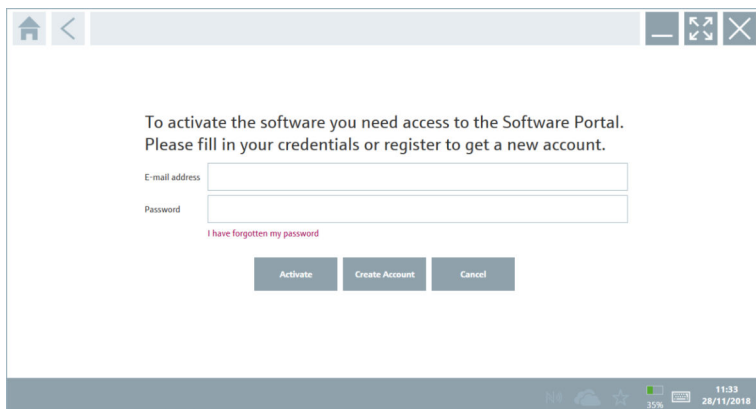 To activate the software you need access to the Software Portal.
Please fill in your credentials or register to get a new account.
E-mail address
Password
I have forgotten my password
Activate
Create Account
Cancel
35%
11:33
28/11/2018